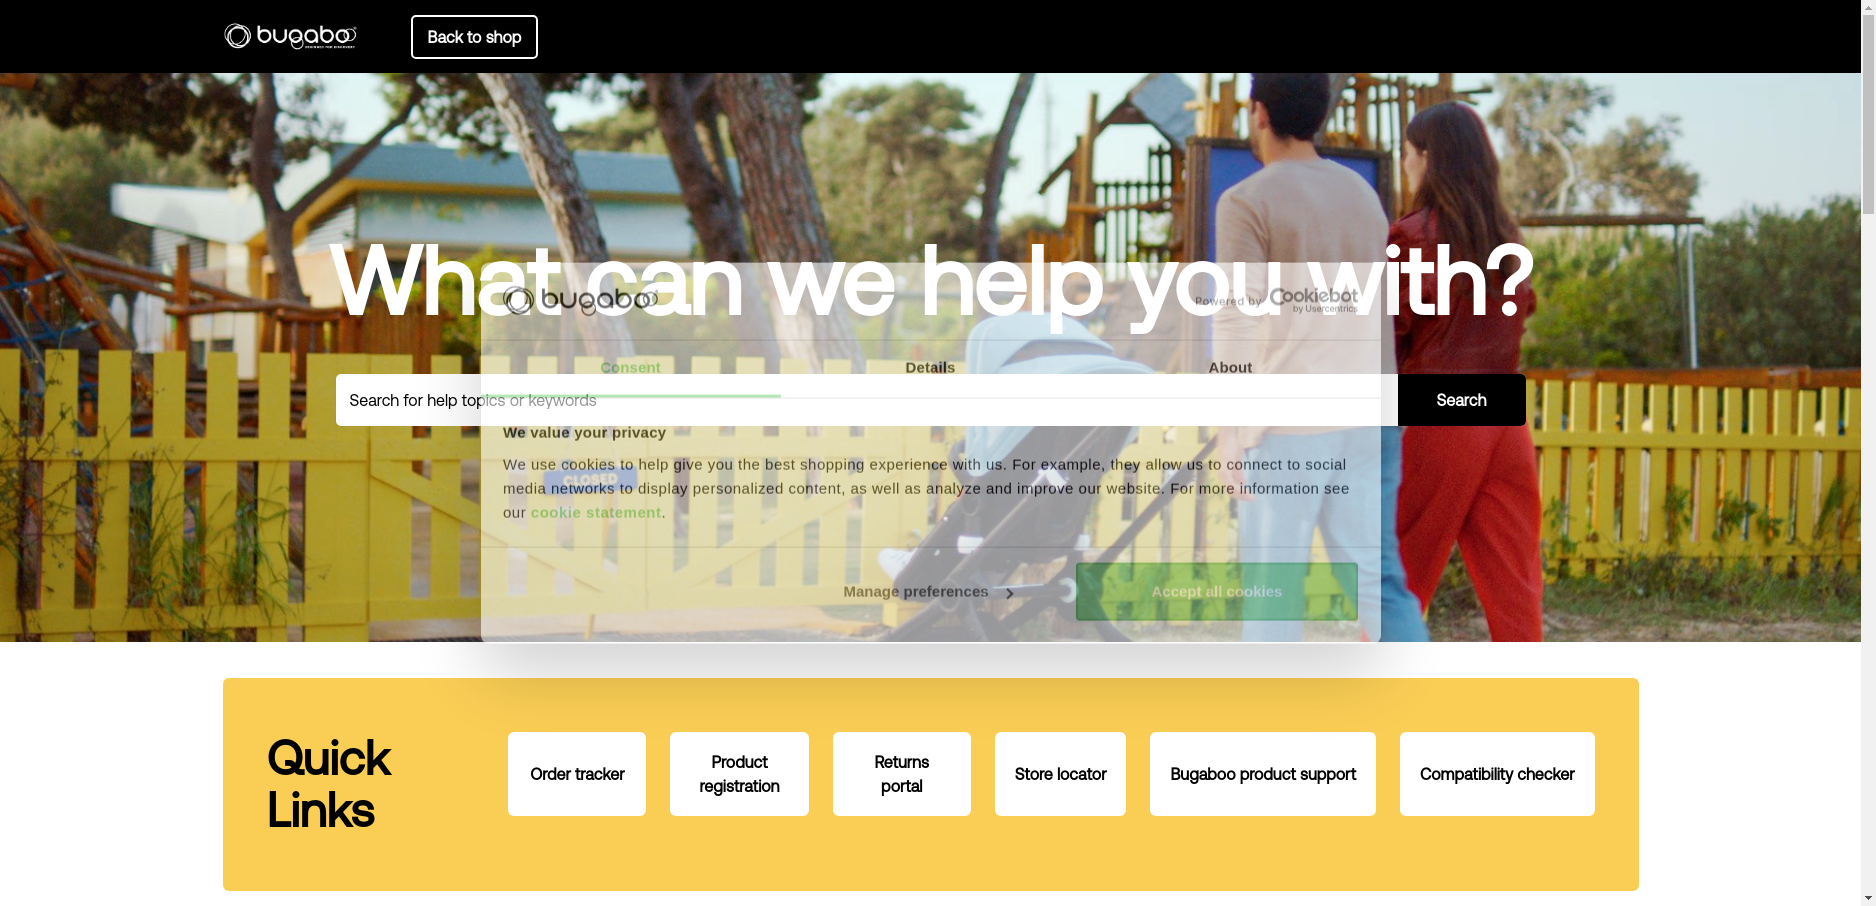 bugaboo
DESIGNED FOR DISCOVERY
Back to shop
What can we help you with?
bugaboo
Powered by Cookiebot
by Usercentrics
Consent
Details
About
Search for help topics or keywords
Search
We value your privacy
We use cookies to help give you the best shopping experience with us. For example, they allow us to connect to social
media networks to display personalized content, as well as analyze and improve our website. For more information see
our cookie statement.
CLOSED
Manage preferences
Accept all cookies
Quick
Links
Order tracker
Product
registration
Returns
portal
Store locator
Bugaboo product support
Compatibility checker